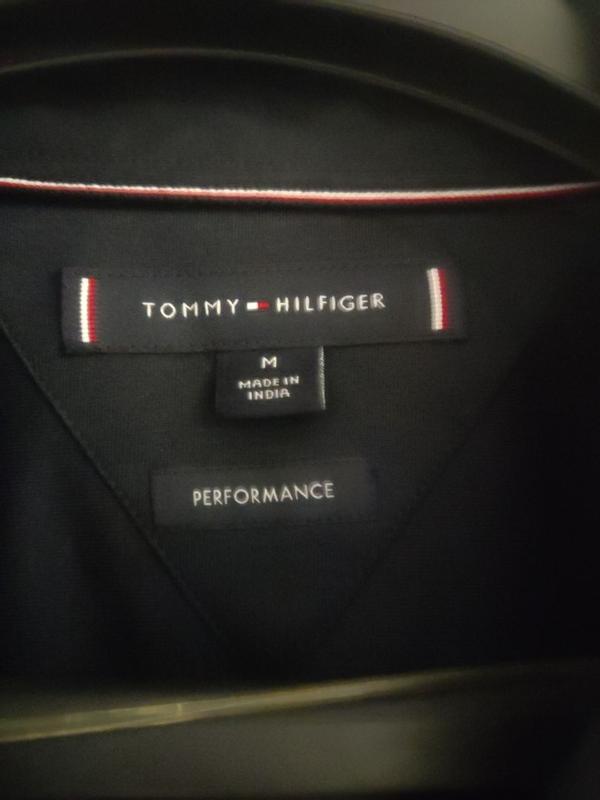 TOMMY HILFIGER
M
MADE IN
INDIA
PERFORMANCE